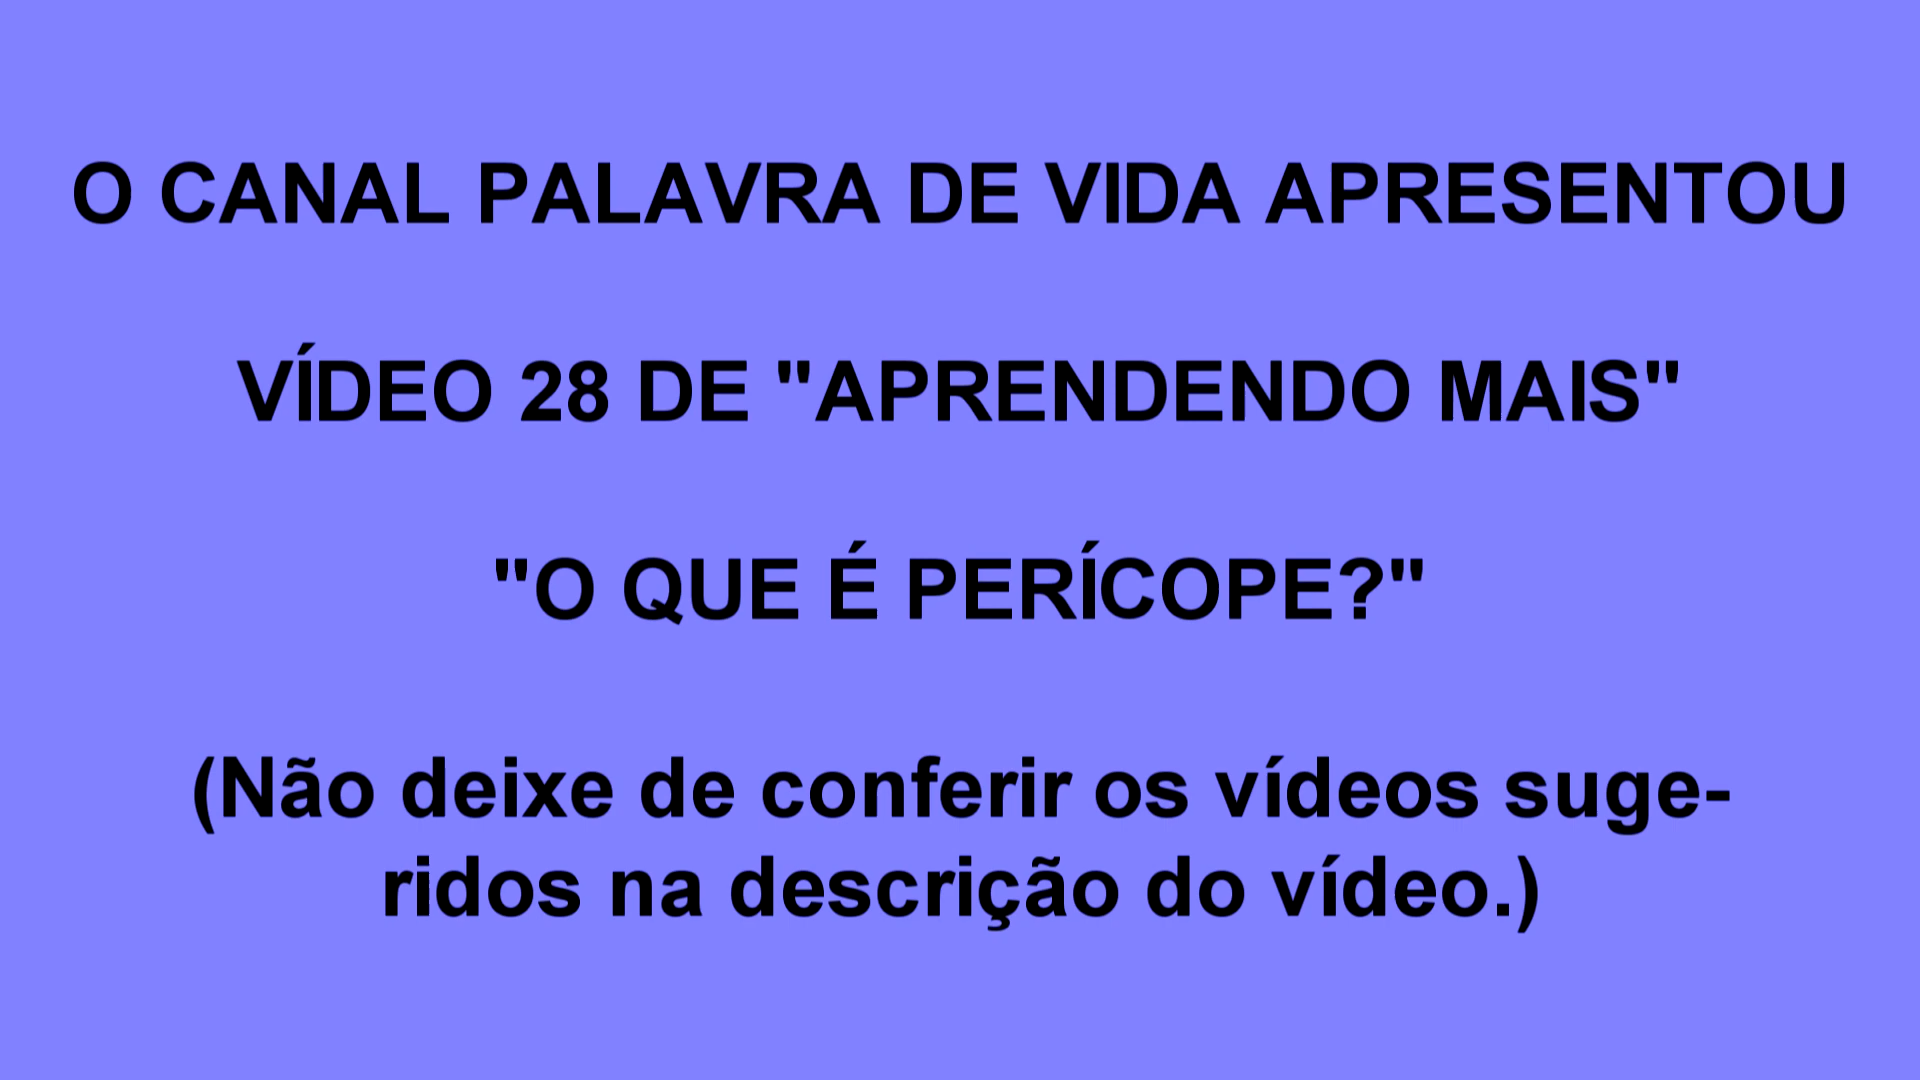 O CANAL PALAVRA DE VIDA APRESENTOU
VÍDEO 28 DE "APRENDENDO MAIS"
"O QUE É PERÍCOPE?"
(Não deixe de conferir os vídeos suge-
ridos na descrição do vídeo.)